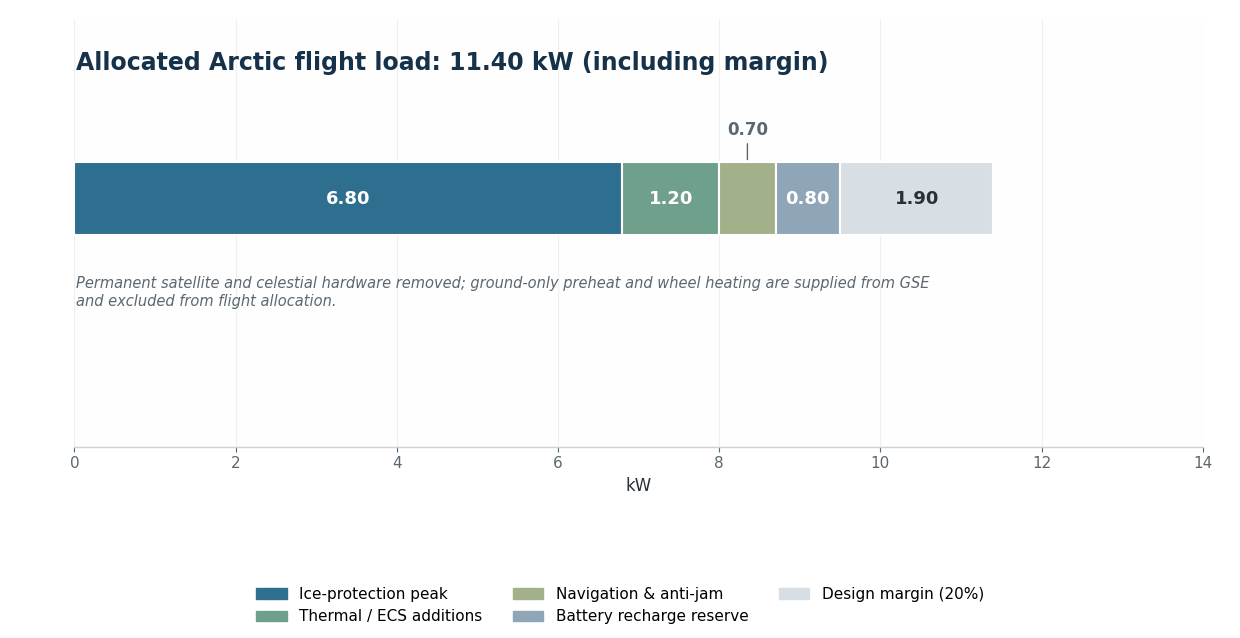 Allocated Arctic flight load: 11.40 kW (including margin)
0.70
6.80 1.20 0.80 1.90
Permanent satellite and celestial hardware removed; ground-only preheat and wheel heating are supplied from GSE
and excluded from flight allocation.
0 2 4 6 8 10 12 14
kW
Ice-protection peak Navigation & anti-jam Design margin (20%)
Thermal / ECS additions Battery recharge reserve